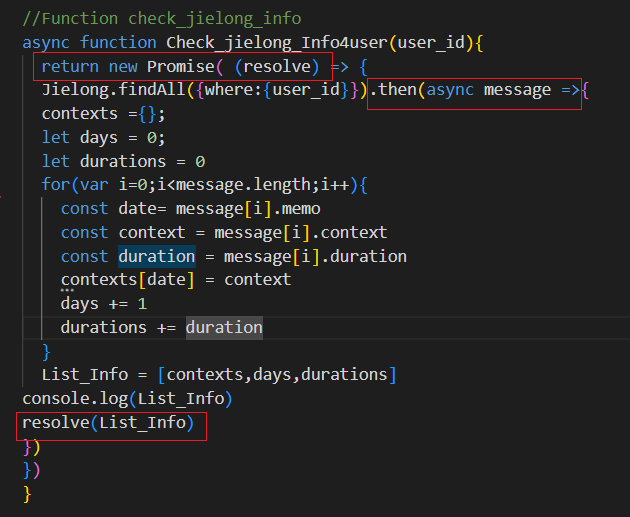 //Function check_jielong_info
async function Check_jielong_Info4user(user_id){
return new Promise( (resolve) => {
Jielong.findAll({where:{user_id}}).then(async message =>{
contexts ={};
let days = 0;
let durations = 0
for(var i=0;i<message.length;i++){
const date= message[i].memo
const context = message[i].context
const duration = message[i].duration
contexts[date] = context
days += 1
durations += duration
}
List_Info = [contexts,days,durations]
console.log(List_Info)
resolve(List_Info)
})
})
}